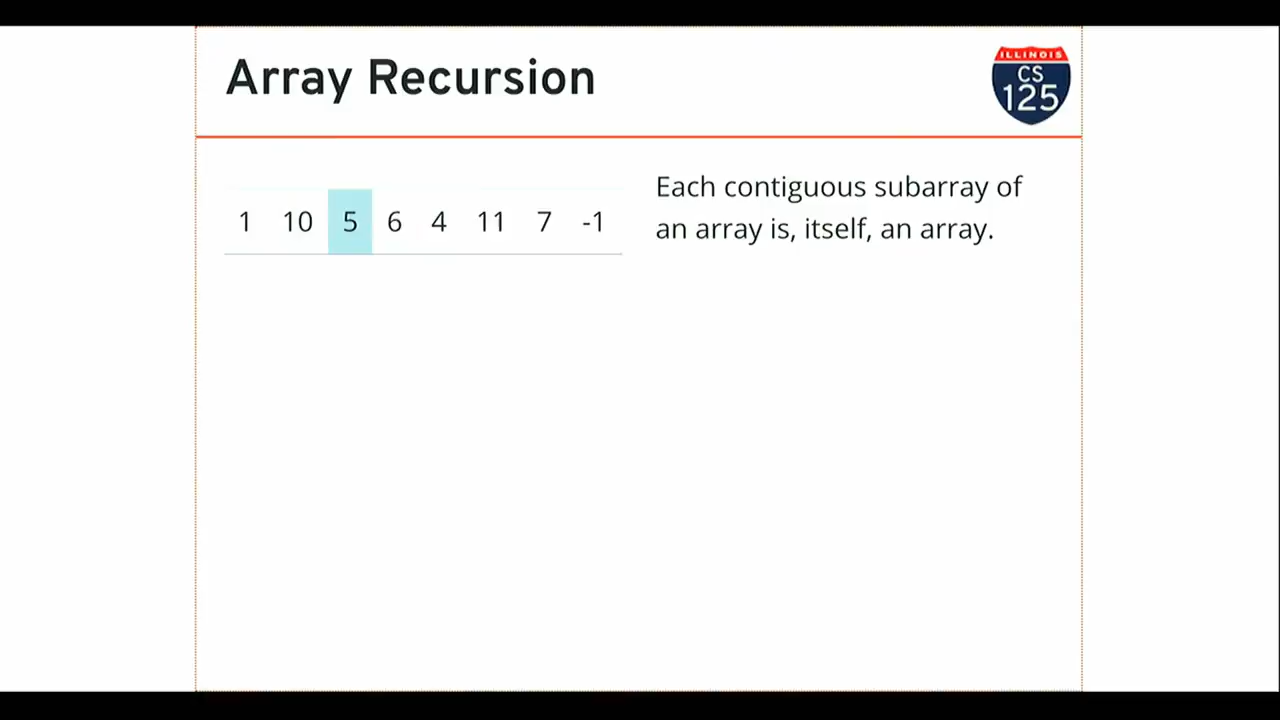 Array Recursion
ILLINOIS
CS
125
1 10 5 6 4 11 7 -1
Each contiguous subarray of
an array is, itself, an array.